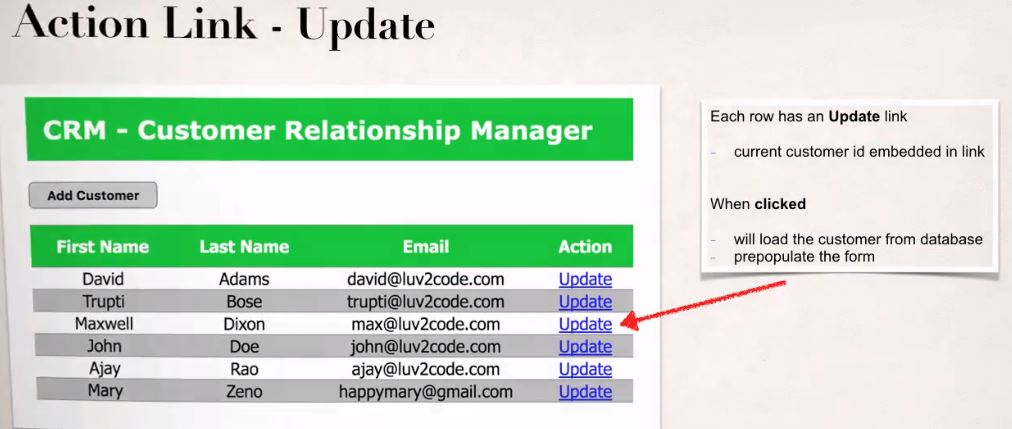 Action Link - Update
CRM - Customer Relationship Manager
Add Customer
First Name Last Name Email Action
David Adams david@luv2code.com Update
Trupti Bose trupti@luv2code.com Update
Maxwell Dixon max@luv2code.com Update
John Doe john@luv2code.com Update
Ajay Rao ajay@luv2code.com Update
Mary Zeno happymary@gmail.com Update
Each row has an Update link
- current customer id embedded in link
When clicked
- will load the customer from database
- prepopulate the form